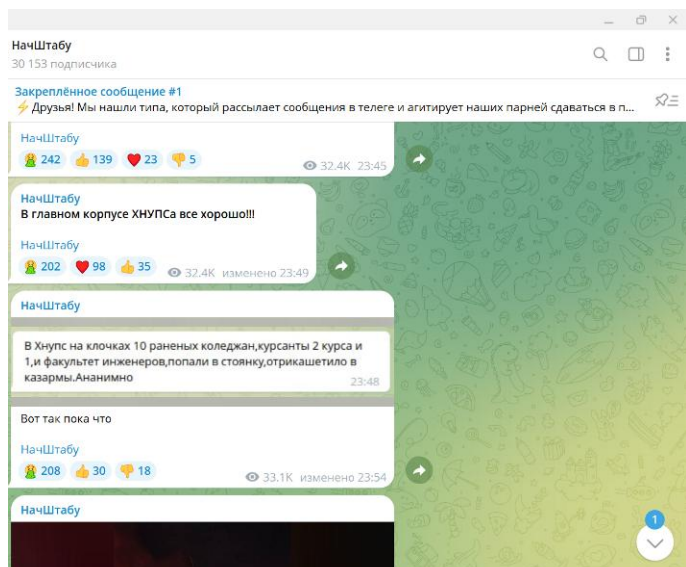 НачШтабу
30 153 подписчика
Закреплённое сообщение #1
⚡Друзья! Мы нашли типа, который рассылает сообщения в телеге и агитирует наших парней сдаваться в п...
НачШтабу
242 139 23 5 32.4K 23:45
НачШтабу
В главном корпусе ХНУПСа все хорошо!!!
НачШтабу
202 98 35 32.4K изменено 23:49
НачШтабу
В Хнупс на клочках 10 раненых коледжан,курсанты 2 курса и
1,и факультет инженеров,попали в стоянку,отрикашетило в
казармы.Ананимно
23:48
Вот так пока что
НачШтабу
208 30 18 33.1K изменено 23:54
НачШтабу
1